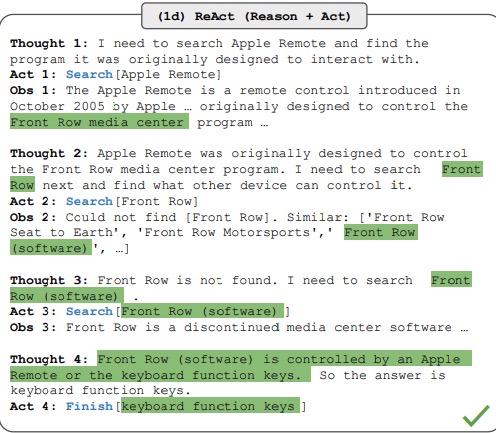 (1d) ReAct (Reason + Act)
Thought 1: I need to search Apple Remote and find the
program it was originally designed to interact with.
Act 1: Search[Apple Remote]
Obs 1: The Apple Remote is a remote control introduced in
October 2005 by Apple … originally designed to control the
Front Row media center program …
Thought 2: Apple Remote was originally designed to control
the Front Row media center program. I need to search Front
Row next and find what other device can control it.
Act 2: Search[Front Row]
Obs 2: Could not find [Front Row]. Similar: ['Front Row
Seat to Earth', 'Front Row Motorsports',' Front Row
(software)', …]
Thought 3: Front Row is not found. I need to search Front
Row (software) .
Act 3: Search[Front Row (software)]
Obs 3: Front Row is a discontinued media center software …
Thought 4: Front Row (software) is controlled by an Apple
Remote or the keyboard function keys. So the answer is
keyboard function keys.
Act 4: Finish[keyboard function keys]